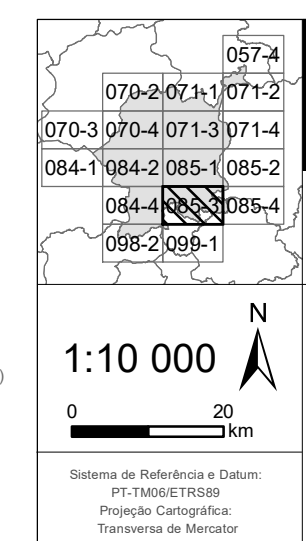 057-4
070-2 071-1 071-2
070-3 070-4 071-3 071-4
084-1 084-2 085-1 085-2
084-4 085-3 085-4
098-2 099-1
N
1:10 000
0 20
km
)
Sistema de Referência e Datum:
PT-TM06/ETRS89
Projeção Cartográfica:
Transversa de Mercator